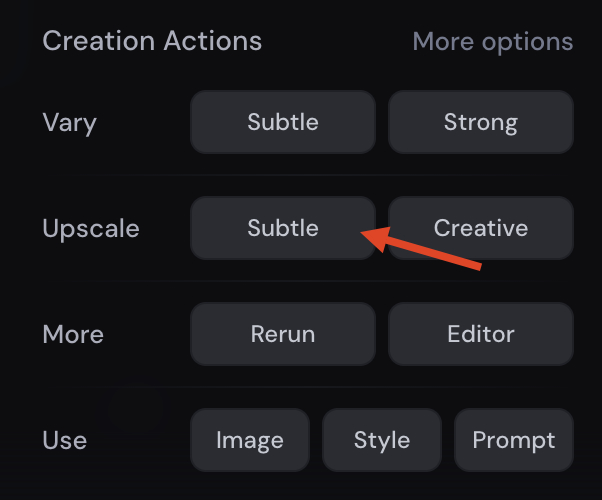 Creation Actions More options
Vary Subtle Strong
Upscale Subtle Creative
More Rerun Editor
Use Image Style Prompt